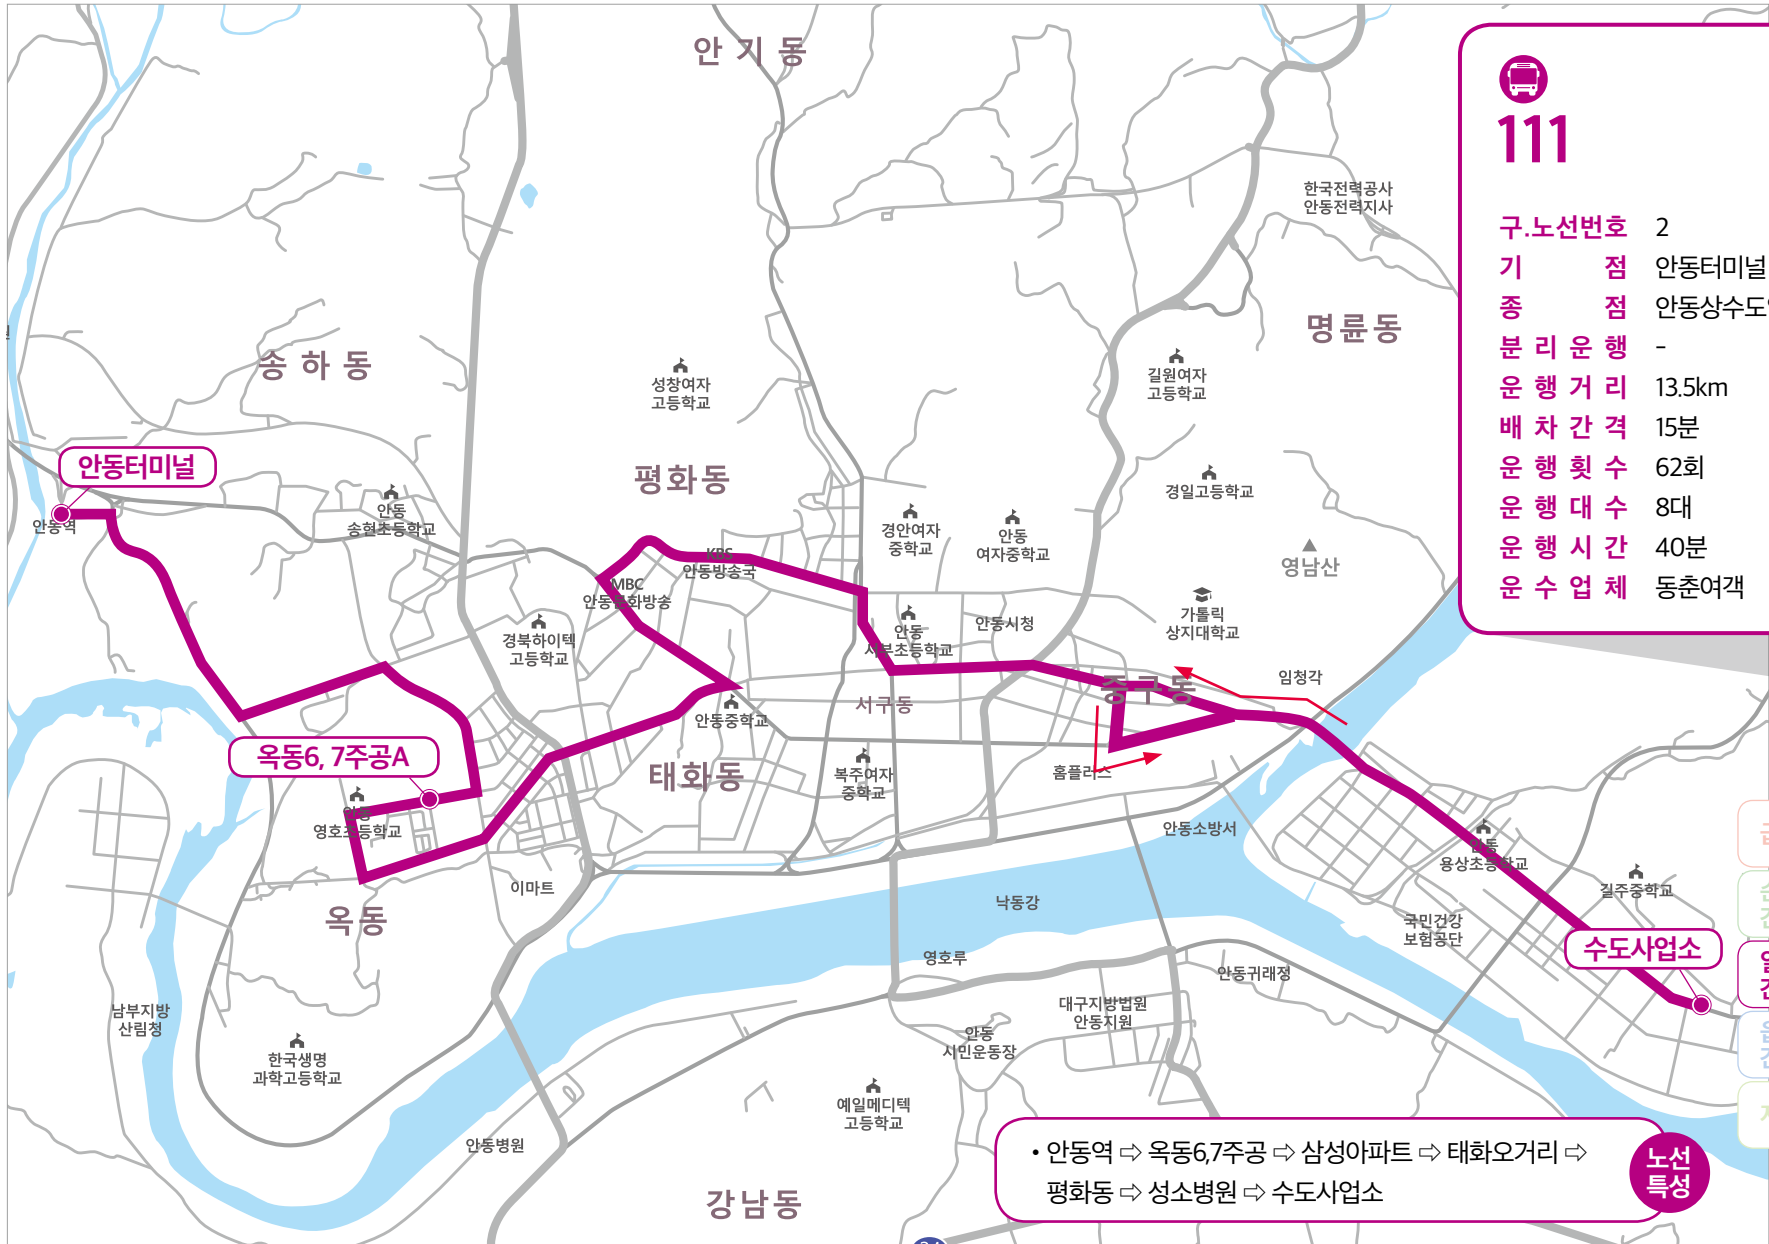 안 기 동
111
한국전력공사
안동전력지사
구.노선번호 2
기 점 안동터미널
종 점 안동상수도
분 리 운 행 -
운 행 거 리 13.5km
배 차 간 격 15분
운 행 횟 수 62회
운 행 대 수 8대
운 행 시 간 40분
운 수 업 체 동춘여객
명륜동
송 하 동
성창여자
고등학교
길원여자
고등학교
안동터미널
평화동
경일고등학교
안동역
안동
송현초등학교
경안여자
중학교
안동
여자중학교
영남산
KBS
안동방송국
MBC
안동문화방송
가톨릭
상지대학교
경북하이텍
고등학교
안동
서부초등학교
안동시청
임청각
중구동
서구동
안동중학교
옥동6, 7주공A
태화동
복주여자
중학교
홈플러스
안동
영호초등학교
안동소방서
안동
용상초등학교
이마트
길주중학교
옥동
낙동강
국민건강
보험공단
수도사업소
영호루
안동귀래정
남부지방
산림청
대구지방법원
안동지원
안동
시민운동장
한국생명
과학고등학교
예일메디텍
고등학교
안동병원
강남동
• 안동역 ⇨ 옥동6,7주공 ⇨ 삼성아파트 ⇨ 태화오거리 ⇨
평화동 ⇨ 성소병원 ⇨ 수도사업소
노선
특성